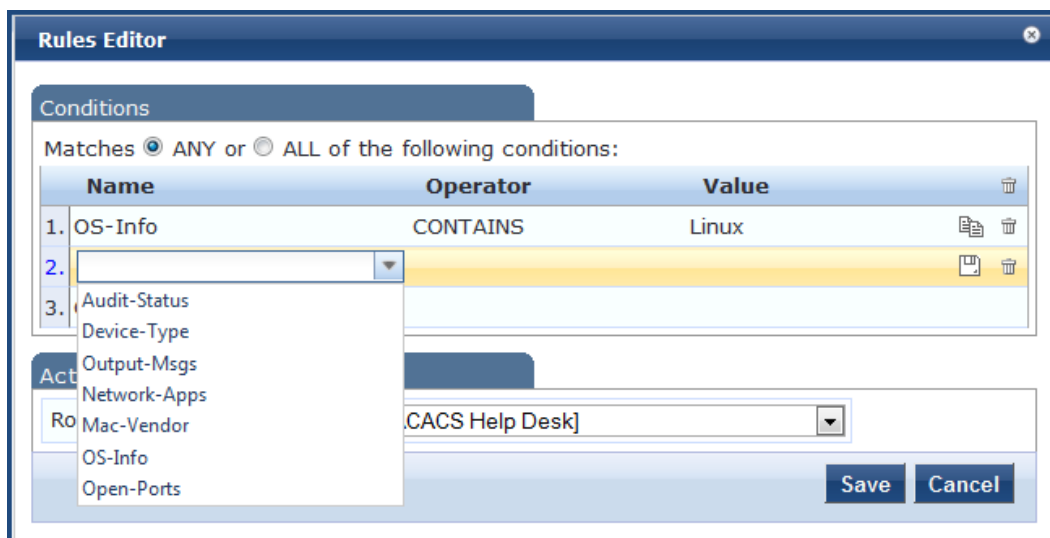 Rules Editor
Conditions
Matches ANY or ALL of the following conditions:
Name Operator Value
1. OS-Info CONTAINS Linux
2.
Audit-Status
3.
Device-Type
Output-Msgs
Act
Network-Apps
Ro CACS Help Desk]
Mac-Vendor
OS-Info
Open-Ports
Save Cancel